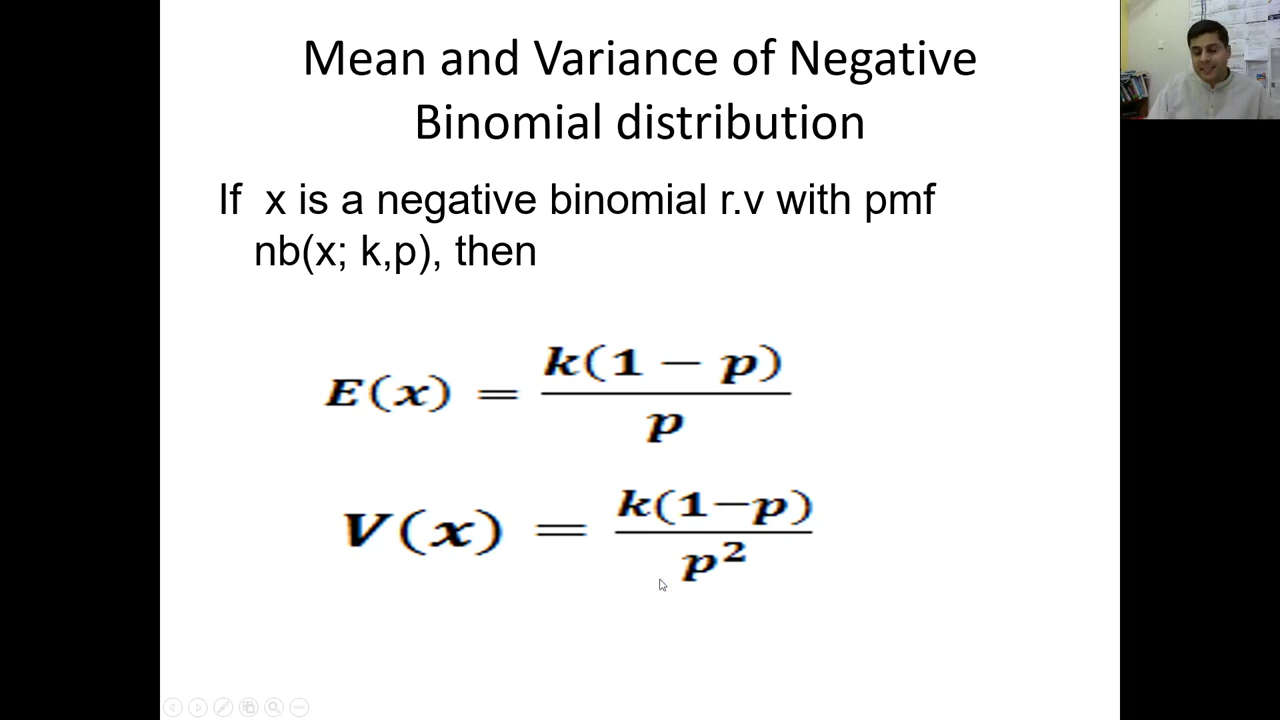 Mean and Variance of Negative
Binomial distribution
If x is a negative binomial r.v with pmf
nb(x; k,p), then
E(x) = k(1 − p) / p
V(x) = k(1−p) / p²